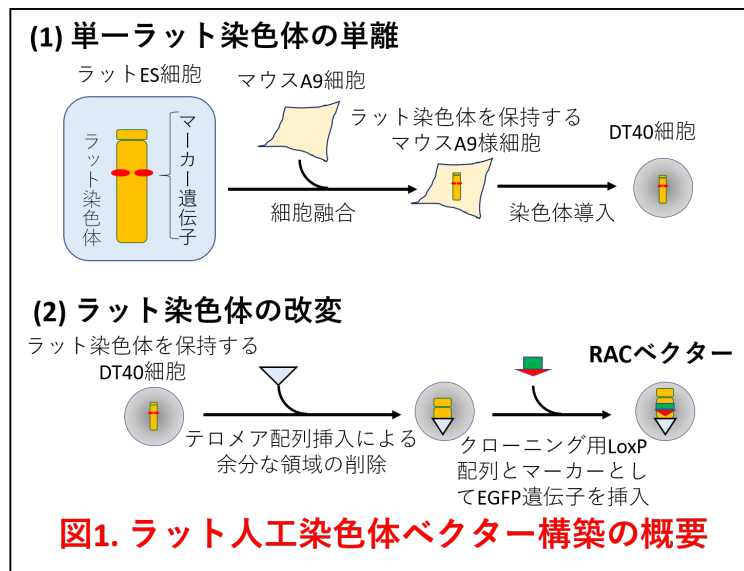 (1) 単一ラット染色体の単離
ラットES細胞
マウスA9細胞
ラット染色体を保持する
マウスA9様細胞
DT40細胞
ラット染色体
マーカー遺伝子
細胞融合
染色体導入
(2) ラット染色体の改変
ラット染色体を保持する
DT40細胞
RACベクター
テロメア配列挿入による
余分な領域の削除
クローニング用LoxP
配列とマーカーとし
てEGFP遺伝子を挿入
図1. ラット人工染色体ベクター構築の概要